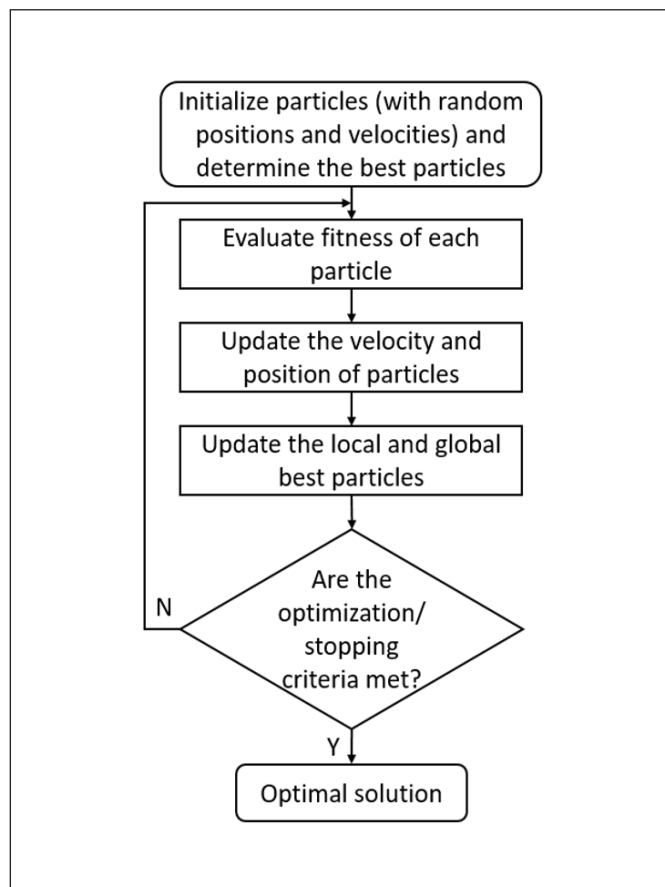 Initialize particles (with random
positions and velocities) and
determine the best particles
Evaluate fitness of each
particle
Update the velocity and
position of particles
Update the local and global
best particles
Are the
optimization/
stopping
criteria met?
N
Y
Optimal solution